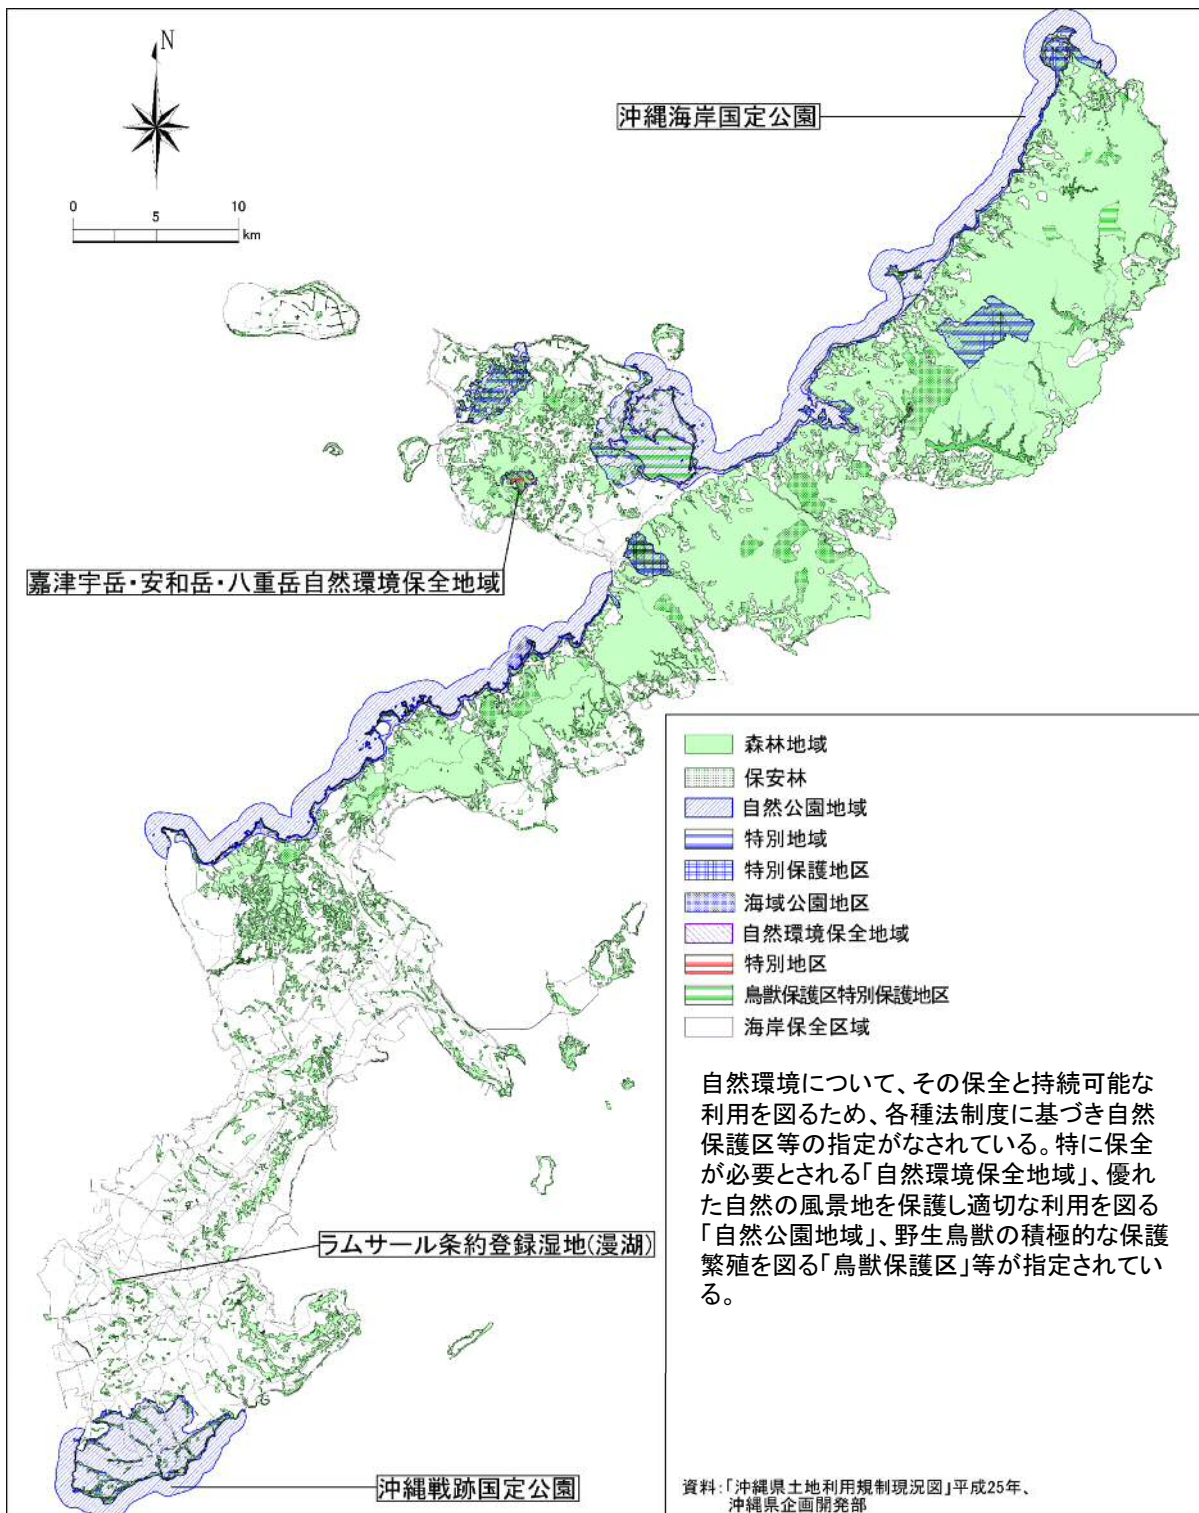 N
沖縄海岸国定公園
0 5 10
km
嘉津宇岳・安和岳・八重岳自然環境保全地域
森林地域
保安林
自然公園地域
特別地域
特別保護地区
海域公園地区
自然環境保全地域
特別地区
鳥獣保護区特別保護地区
海岸保全区域
自然環境について、その保全と持続可能な
利用を図るため、各種法制度に基づき自然
保護区等の指定がなされている。特に保全
が必要とされる「自然環境保全地域」、優れ
た自然の風景地を保護し適切な利用を図る
「自然公園地域」、野生鳥獣の積極的な保護
繁殖を図る「鳥獣保護区」等が指定されてい
る。
ラムサール条約登録湿地(漫湖)
沖縄戦跡国定公園
資料:「沖縄県土地利用規制現況図」平成25年、
沖縄県企画開発部